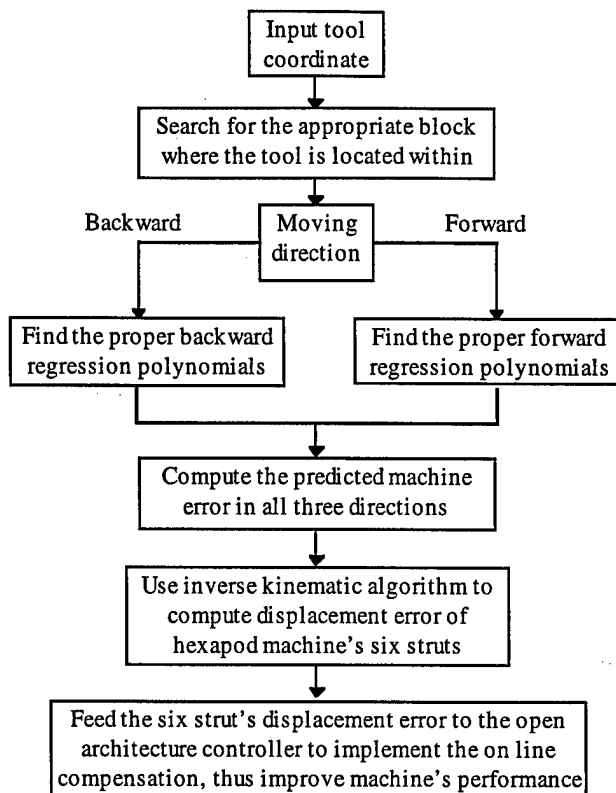 Input tool
coordinate
Search for the appropriate block
where the tool is located within
Backward
Moving
direction
Forward
Find the proper backward
regression polynomials
Find the proper forward
regression polynomials
Compute the predicted machine
error in all three directions
Use inverse kinematic algorithm to
compute displacement error of
hexapod machine's six struts
Feed the six strut's displacement error to the open
architecture controller to implement the on line
compensation, thus improve machine's performance